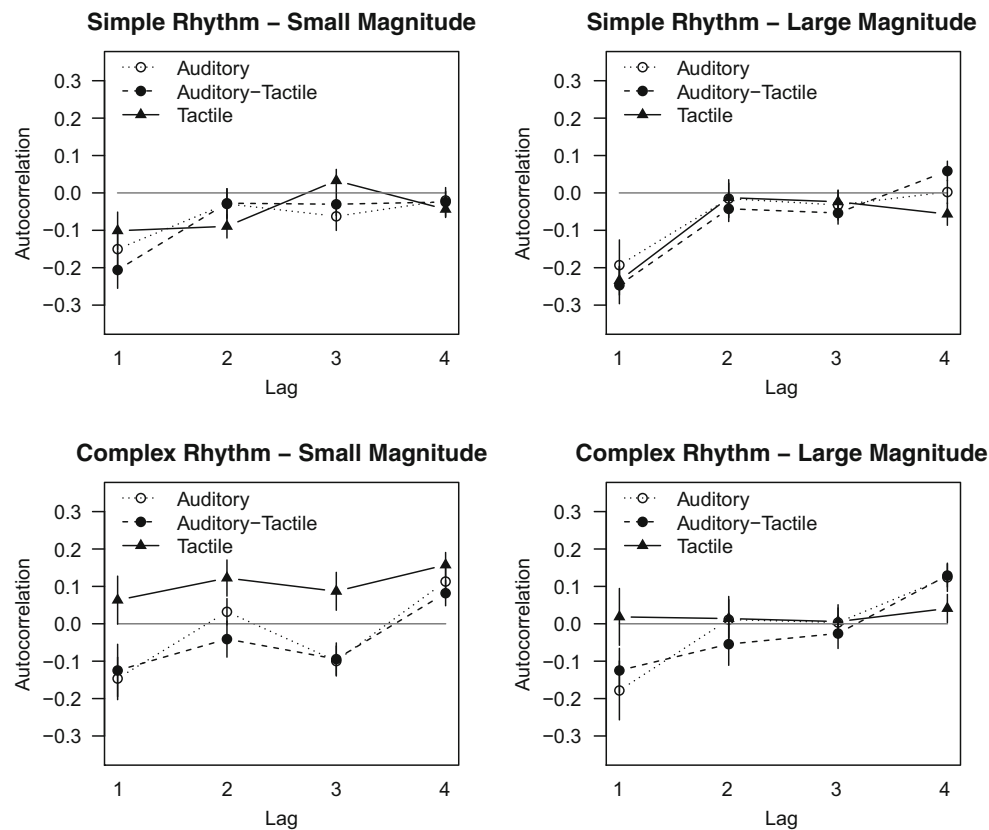 Simple Rhythm − Small Magnitude
Auditory
Auditory−Tactile
Tactile
Autocorrelation
0.3
0.2
0.1
0.0
−0.1
−0.2
−0.3
1 2 3 4
Lag
Simple Rhythm − Large Magnitude
Auditory
Auditory−Tactile
Tactile
Autocorrelation
0.3
0.2
0.1
0.0
−0.1
−0.2
−0.3
1 2 3 4
Lag
Complex Rhythm − Small Magnitude
Auditory
Auditory−Tactile
Tactile
Autocorrelation
0.3
0.2
0.1
0.0
−0.1
−0.2
−0.3
1 2 3 4
Lag
Complex Rhythm − Large Magnitude
Auditory
Auditory−Tactile
Tactile
Autocorrelation
0.3
0.2
0.1
0.0
−0.1
−0.2
−0.3
1 2 3 4
Lag